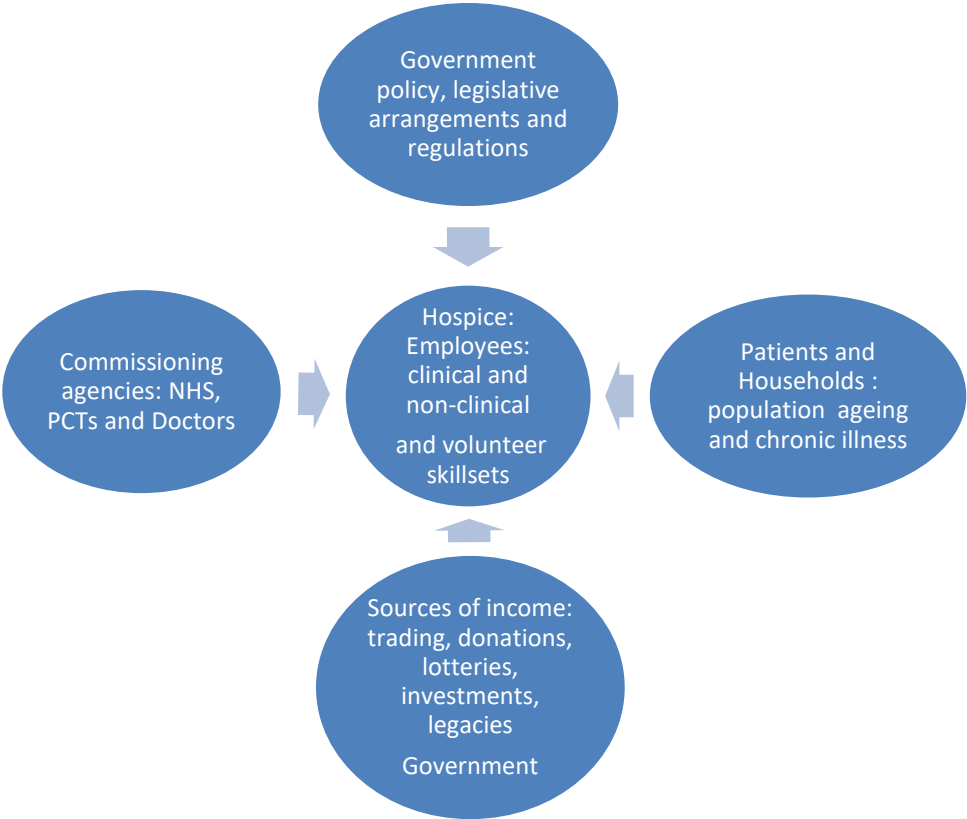 Government
policy, legislative
arrangements and
regulations
Commissioning
agencies: NHS,
PCTs and Doctors
Hospice:
Employees:
clinical and
non-clinical
and volunteer
skillsets
Patients and
Households :
population  ageing
and chronic illness
Sources of income:
trading, donations,
lotteries,
investments,
legacies
Government